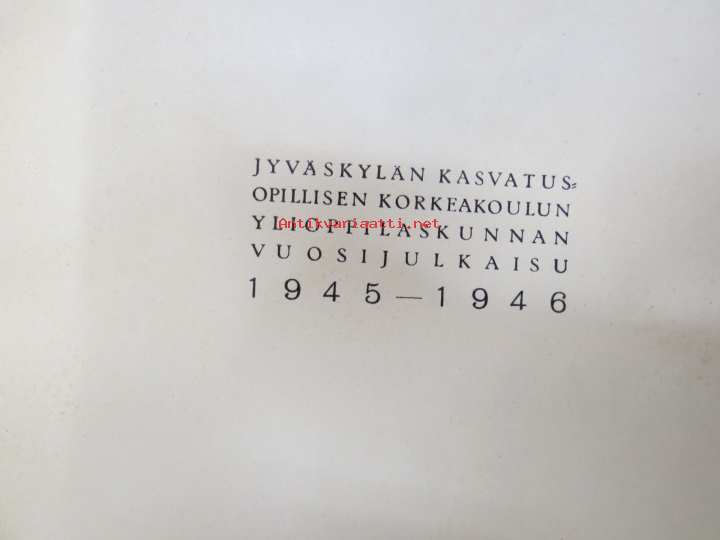 JYVÄSKYLÄN KASVATUS=
OPILLISEN KORKEAKOULUN
YLIOPPILASKUNNAN
Antikvariaatti.net
VUOSIJULKAISU
1945—1946